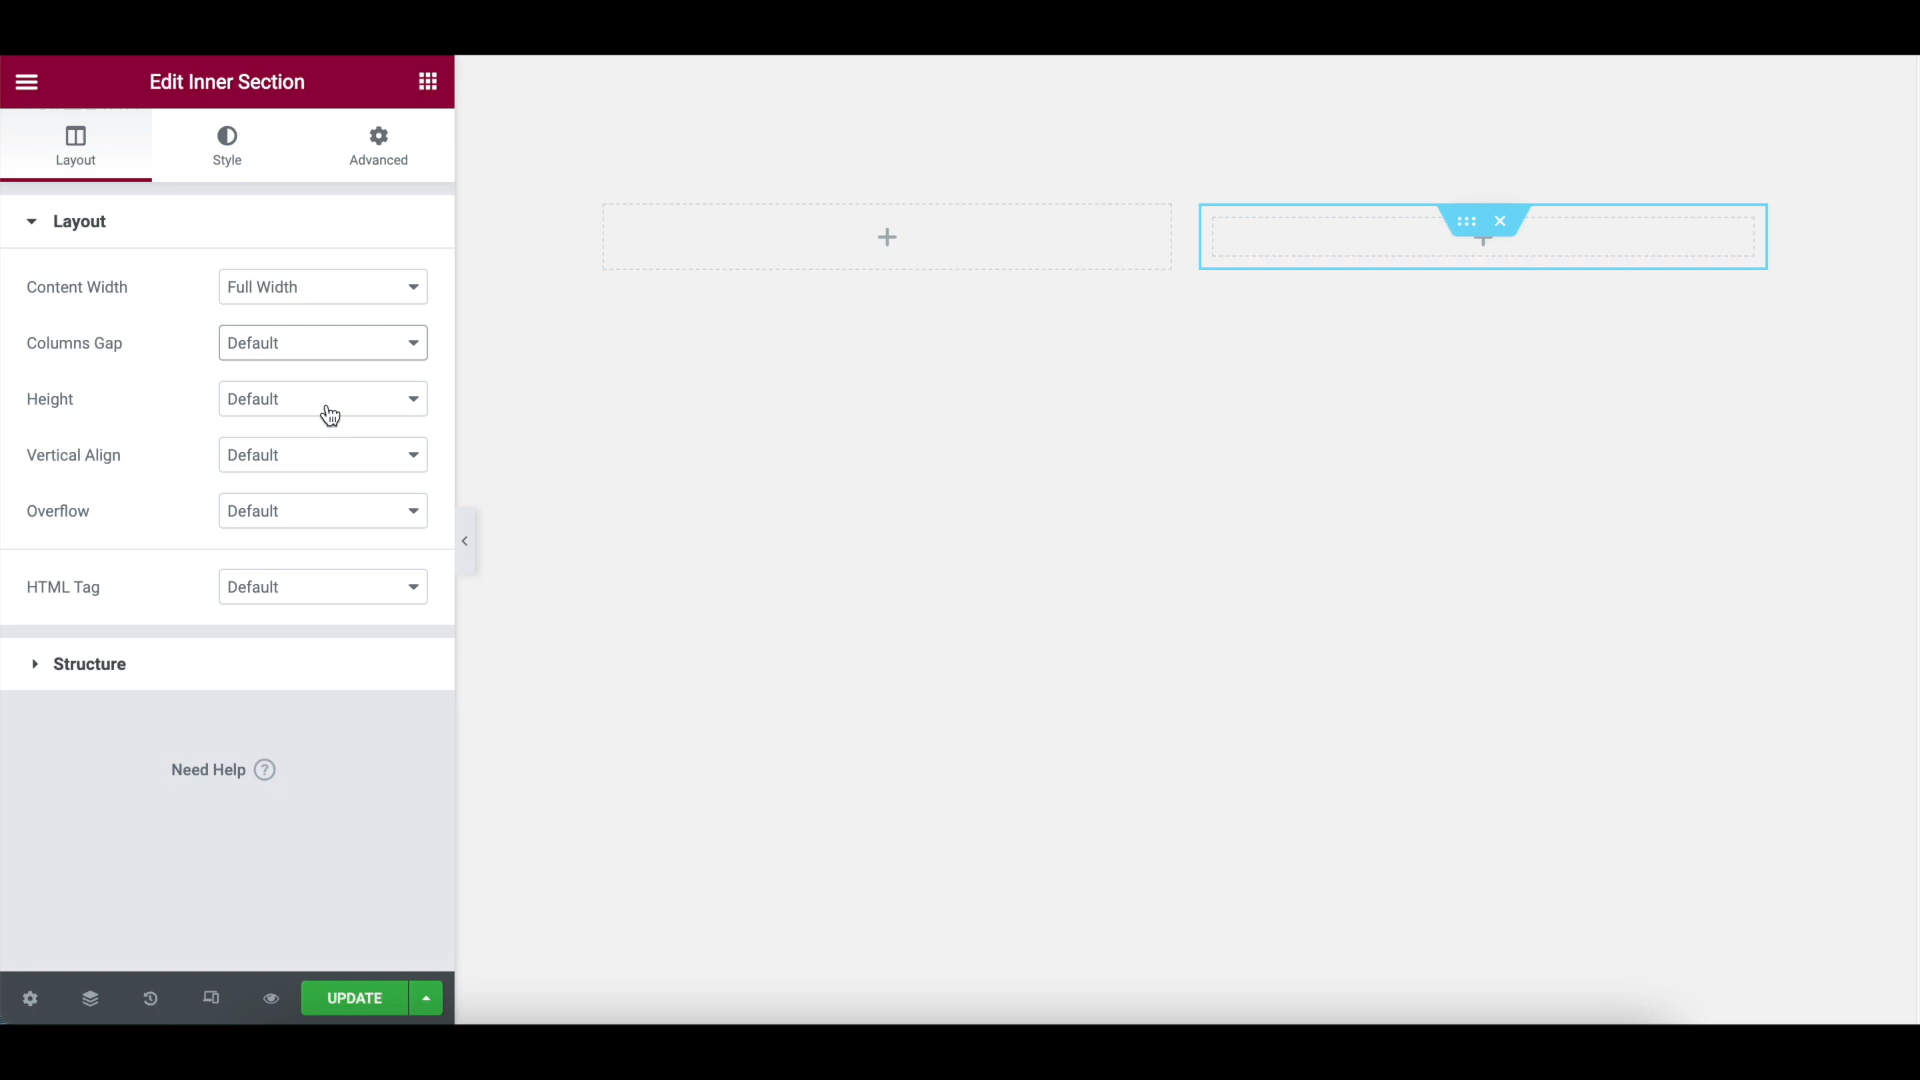 Edit Inner Section
Layout
Style
Advanced
Layout
Content Width
Full Width
Columns Gap
Default
Height
Default
Vertical Align
Default
Overflow
Default
HTML Tag
Default
Structure
Need Help ?
UPDATE